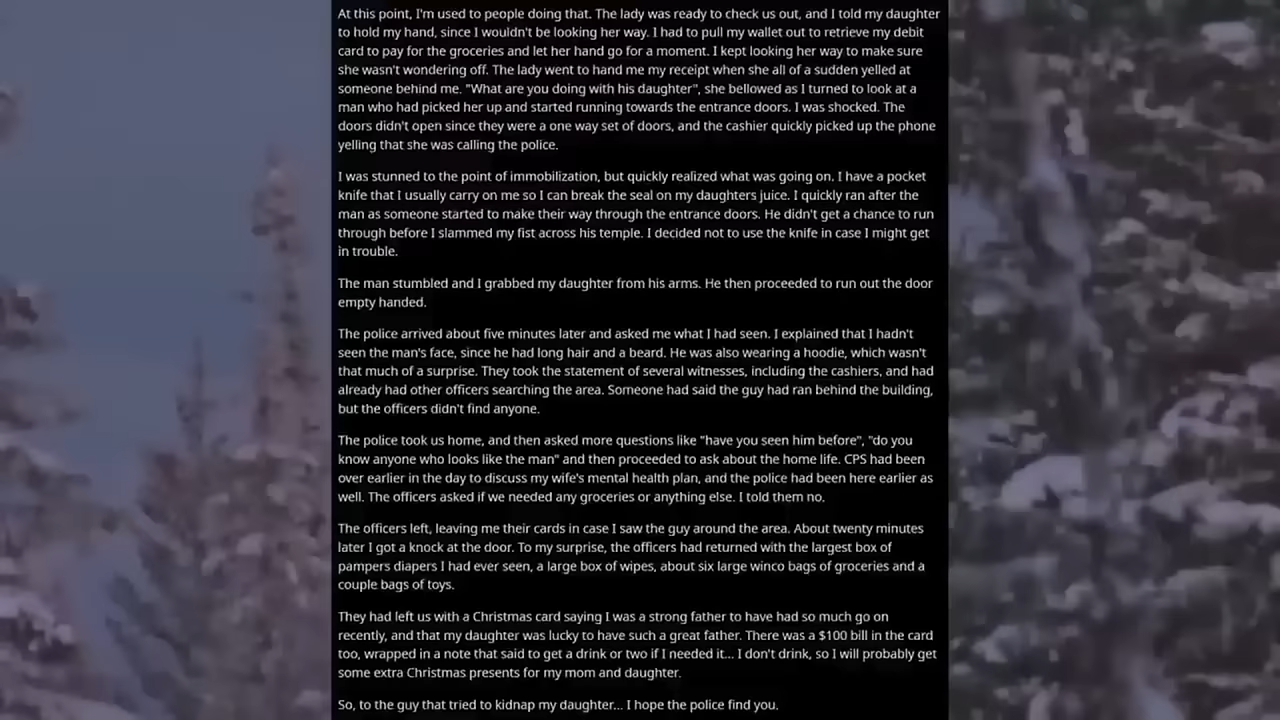 At this point, I'm used to people doing that. The lady was ready to check us out, and I told my daughter
to hold my hand, since I wouldn't be looking her way. I had to pull my wallet out to retrieve my debit
card to pay for the groceries and let her hand go for a moment. I kept looking her way to make sure
she wasn't wondering off. The lady went to hand me my receipt when she all of a sudden yelled at
someone behind me. "What are you doing with his daughter", she bellowed as I turned to look at a
man who had picked her up and started running towards the entrance doors. I was shocked. The
doors didn't open since they were a one way set of doors, and the cashier quickly picked up the phone
yelling that she was calling the police.
I was stunned to the point of immobilization, but quickly realized what was going on. I have a pocket
knife that I usually carry on me so I can break the seal on my daughters juice. I quickly ran after the
man as someone started to make their way through the entrance doors. He didn't get a chance to run
through before I slammed my fist across his temple. I decided not to use the knife in case I might get
in trouble.
The man stumbled and I grabbed my daughter from his arms. He then proceeded to run out the door
empty handed.
The police arrived about five minutes later and asked me what I had seen. I explained that I hadn't
seen the man's face, since he had long hair and a beard. He was also wearing a hoodie, which wasn't
that much of a surprise. They took the statement of several witnesses, including the cashiers, and had
already had other officers searching the area. Someone had said the guy had ran behind the building,
but the officers didn't find anyone.
The police took us home, and then asked more questions like "have you seen him before", "do you
know anyone who looks like the man" and then proceeded to ask about the home life. CPS had been
over earlier in the day to discuss my wife's mental health plan, and the police had been here earlier as
well. The officers asked if we needed any groceries or anything else. I told them no.
The officers left, leaving me their cards in case I saw the guy around the area. About twenty minutes
later I got a knock at the door. To my surprise, the officers had returned with the largest box of
pampers diapers I had ever seen, a large box of wipes, about six large winco bags of groceries and a
couple bags of toys.
They had left us with a Christmas card saying I was a strong father to have had so much go on
recently, and that my daughter was lucky to have such a great father. There was a $100 bill in the card
too, wrapped in a note that said to get a drink or two if I needed it... I don't drink, so I will probably get
some extra Christmas presents for my mom and daughter.
So, to the guy that tried to kidnap my daughter... I hope the police find you.